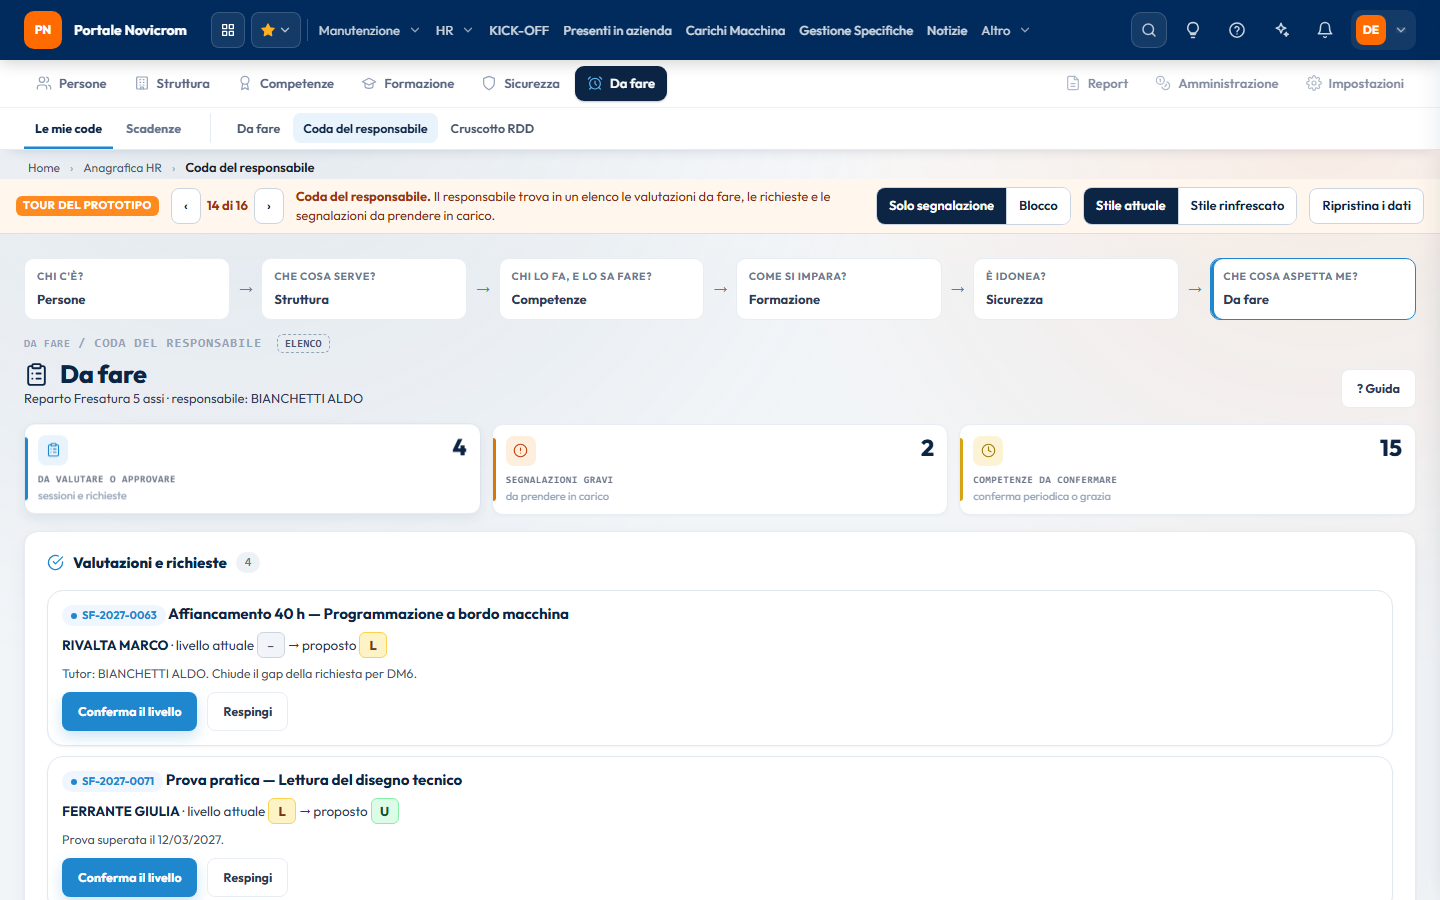 PN Portale Novicrom Manutenzione HR KICK-OFF Presenti in azienda Carichi Macchina Gestione Specifiche Notizie Altro DE
Persone Struttura Competenze Formazione Sicurezza Da fare Report Amministrazione Impostazioni
Le mie code Scadenze Da fare Coda del responsabile Cruscotto RDD
Home › Anagrafica HR › Coda del responsabile
TOUR DEL PROTOTIPO ‹ 14 di 16 › Coda del responsabile. Il responsabile trova in un elenco le valutazioni da fare, le richieste e le
segnalazioni da prendere in carico.
Solo segnalazione Blocco Stile attuale Stile rinfrescato Ripristina i dati
CHI C'È?
Persone
→
CHE COSA SERVE?
Struttura
→
CHI LO FA, E LO SA FARE?
Competenze
→
COME SI IMPARA?
Formazione
→
È IDONEA?
Sicurezza
→
CHE COSA ASPETTA ME?
Da fare
DA FARE / CODA DEL RESPONSABILE ELENCO
Da fare
Reparto Fresatura 5 assi · responsabile: BIANCHETTI ALDO
? Guida
4
DA VALUTARE O APPROVARE
sessioni e richieste
2
SEGNALAZIONI GRAVI
da prendere in carico
15
COMPETENZE DA CONFERMARE
conferma periodica o grazia
Valutazioni e richieste 4
SF-2027-0063 Affiancamento 40 h — Programmazione a bordo macchina
RIVALTA MARCO · livello attuale – → proposto L
Tutor: BIANCHETTI ALDO. Chiude il gap della richiesta per DM6.
Conferma il livello Respingi
SF-2027-0071 Prova pratica — Lettura del disegno tecnico
FERRANTE GIULIA · livello attuale L → proposto U
Prova superata il 12/03/2027.
Conferma il livello Respingi